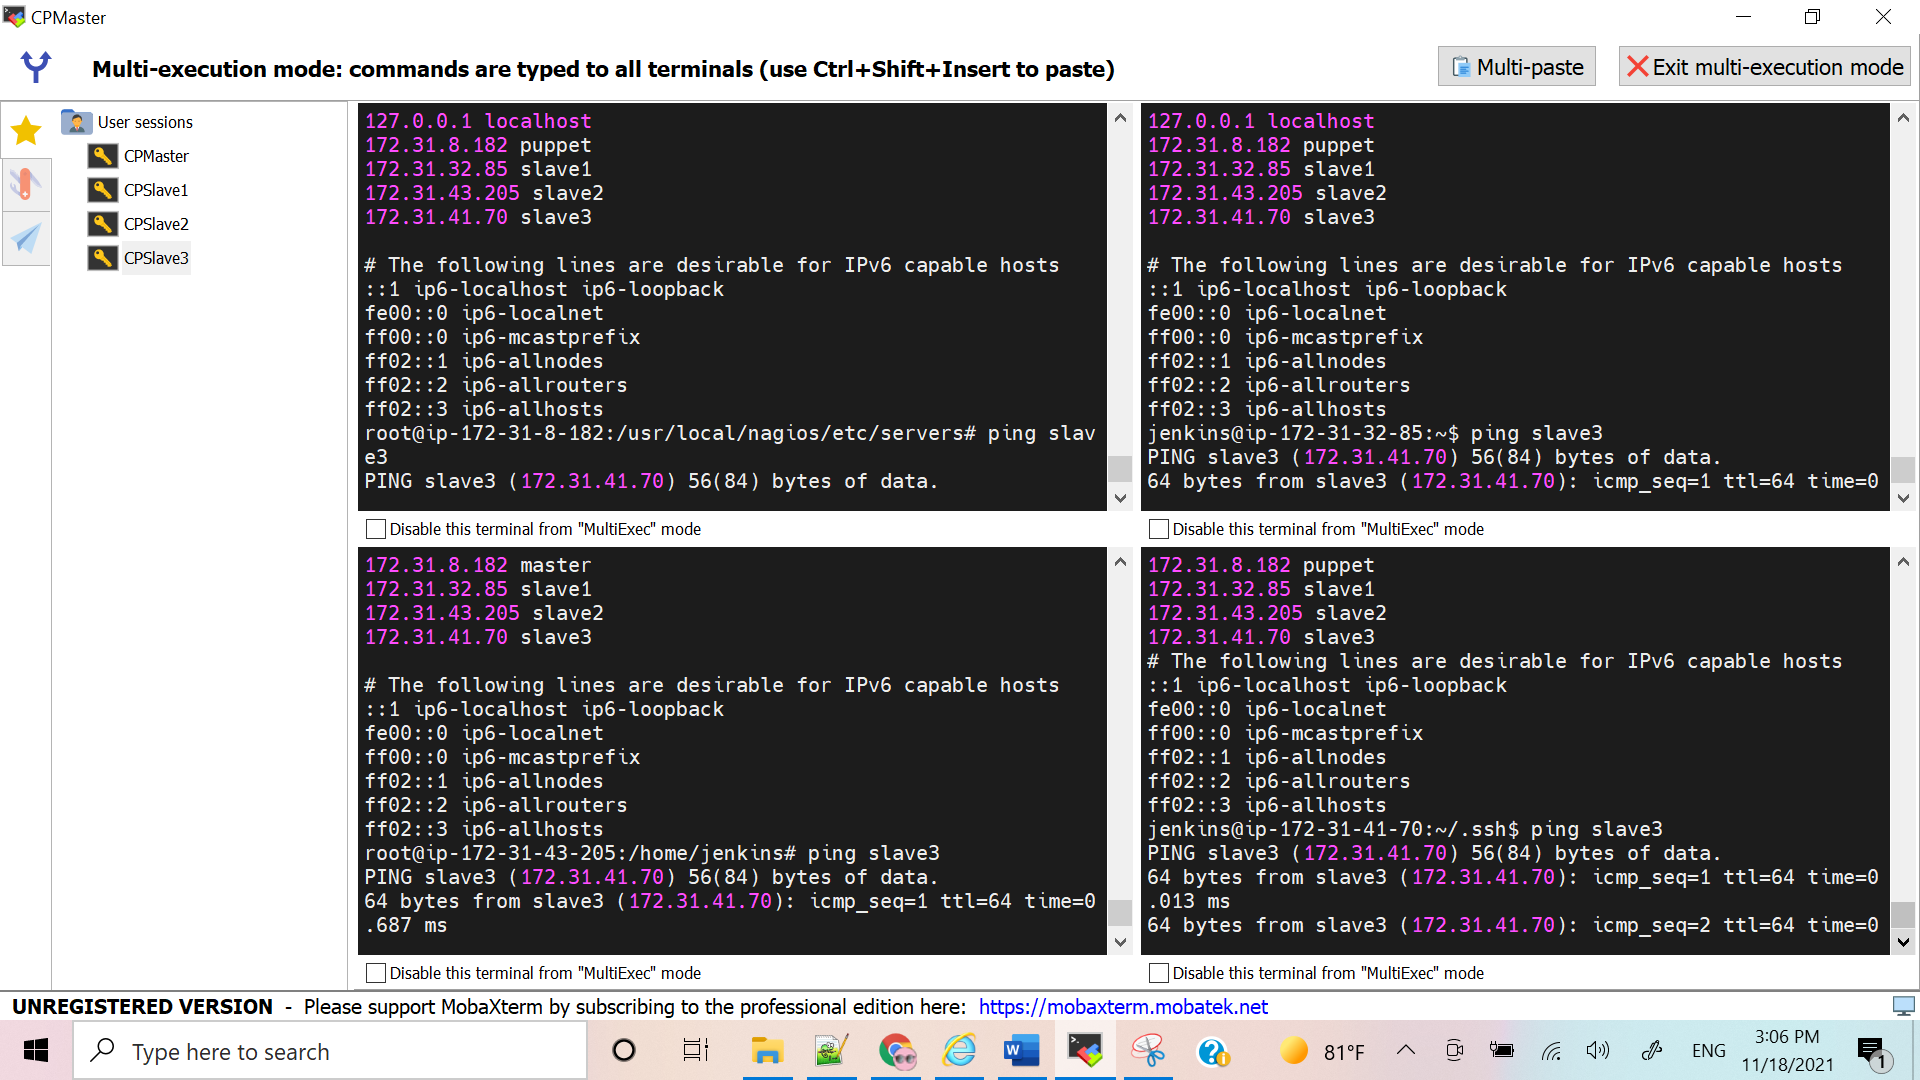 CPMaster
Multi-execution mode: commands are typed to all terminals (use Ctrl+Shift+Insert to paste)
Multi-paste
Exit multi-execution mode
User sessions
CPMaster
CPSlave1
CPSlave2
CPSlave3
127.0.0.1 localhost
172.31.8.182 puppet
172.31.32.85 slave1
172.31.43.205 slave2
172.31.41.70 slave3
# The following lines are desirable for IPv6 capable hosts
::1 ip6-localhost ip6-loopback
fe00::0 ip6-localnet
ff00::0 ip6-mcastprefix
ff02::1 ip6-allnodes
ff02::2 ip6-allrouters
ff02::3 ip6-allhosts
root@ip-172-31-8-182:/usr/local/nagios/etc/servers# ping slav
e3
PING slave3 (172.31.41.70) 56(84) bytes of data.
Disable this terminal from "MultiExec" mode
127.0.0.1 localhost
172.31.8.182 puppet
172.31.32.85 slave1
172.31.43.205 slave2
172.31.41.70 slave3
# The following lines are desirable for IPv6 capable hosts
::1 ip6-localhost ip6-loopback
fe00::0 ip6-localnet
ff00::0 ip6-mcastprefix
ff02::1 ip6-allnodes
ff02::2 ip6-allrouters
ff02::3 ip6-allhosts
jenkins@ip-172-31-32-85:~$ ping slave3
PING slave3 (172.31.41.70) 56(84) bytes of data.
64 bytes from slave3 (172.31.41.70): icmp_seq=1 ttl=64 time=0
Disable this terminal from "MultiExec" mode
172.31.8.182 master
172.31.32.85 slave1
172.31.43.205 slave2
172.31.41.70 slave3
# The following lines are desirable for IPv6 capable hosts
::1 ip6-localhost ip6-loopback
fe00::0 ip6-localnet
ff00::0 ip6-mcastprefix
ff02::1 ip6-allnodes
ff02::2 ip6-allrouters
ff02::3 ip6-allhosts
root@ip-172-31-43-205:/home/jenkins# ping slave3
PING slave3 (172.31.41.70) 56(84) bytes of data.
64 bytes from slave3 (172.31.41.70): icmp_seq=1 ttl=64 time=0
.687 ms
Disable this terminal from "MultiExec" mode
172.31.8.182 puppet
172.31.32.85 slave1
172.31.43.205 slave2
172.31.41.70 slave3
# The following lines are desirable for IPv6 capable hosts
::1 ip6-localhost ip6-loopback
fe00::0 ip6-localnet
ff00::0 ip6-mcastprefix
ff02::1 ip6-allnodes
ff02::2 ip6-allrouters
ff02::3 ip6-allhosts
jenkins@ip-172-31-41-70:~/.ssh$ ping slave3
PING slave3 (172.31.41.70) 56(84) bytes of data.
64 bytes from slave3 (172.31.41.70): icmp_seq=1 ttl=64 time=0
.013 ms
64 bytes from slave3 (172.31.41.70): icmp_seq=2 ttl=64 time=0
Disable this terminal from "MultiExec" mode
UNREGISTERED VERSION - Please support MobaXterm by subscribing to the professional edition here: https://mobaxterm.mobatek.net
Type here to search
81°F
ENG
3:06 PM
11/18/2021
1